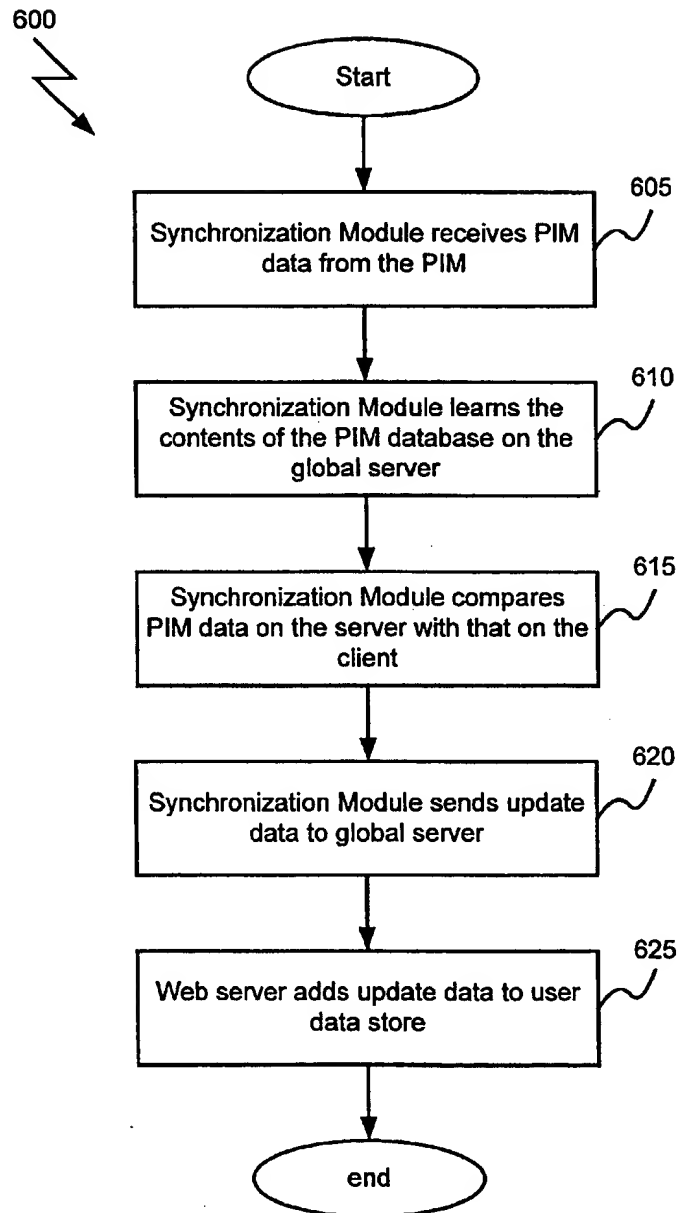 600
Start
605
Synchronization Module receives PIM
data from the PIM
610
Synchronization Module learns the
contents of the PIM database on the
global server
615
Synchronization Module compares
PIM data on the server with that on the
client
620
Synchronization Module sends update
data to global server
625
Web server adds update data to user
data store
end